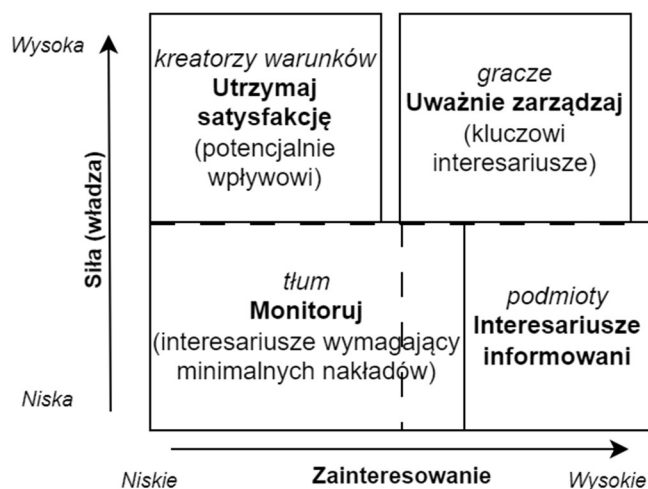 Wysoka
kreatorzy warunków
Utrzymaj
satysfakcję
(potencjalnie
wpływowi)
gracze
Uważnie zarządzaj
(kluczowi
interesariusze)
Siła (władza)
tłum
Monitoruj
(interesariusze wymagający
minimalnych nakładów)
podmioty
Interesariusze
informowani
Niska
Niskie
Zainteresowanie
Wysokie